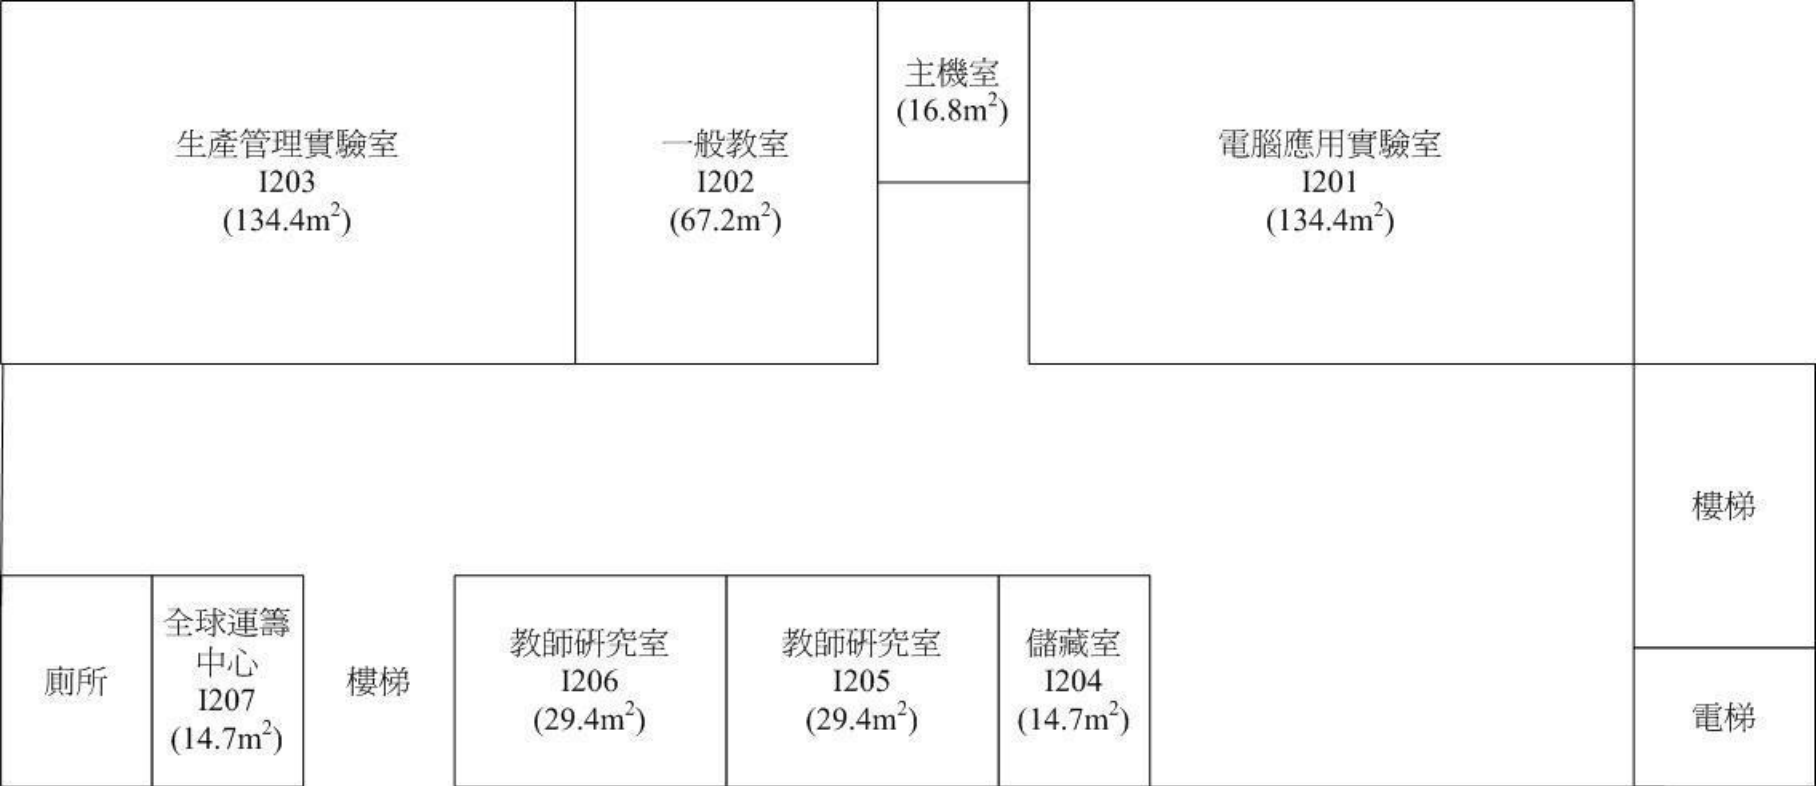 生產管理實驗室
I203
(134.4m²)
一般教室
I202
(67.2m²)
主機室
(16.8m²)
電腦應用實驗室
I201
(134.4m²)
樓梯
電梯
廁所
全球運籌
中心
I207
(14.7m²)
樓梯
教師研究室
I206
(29.4m²)
教師研究室
I205
(29.4m²)
儲藏室
I204
(14.7m²)